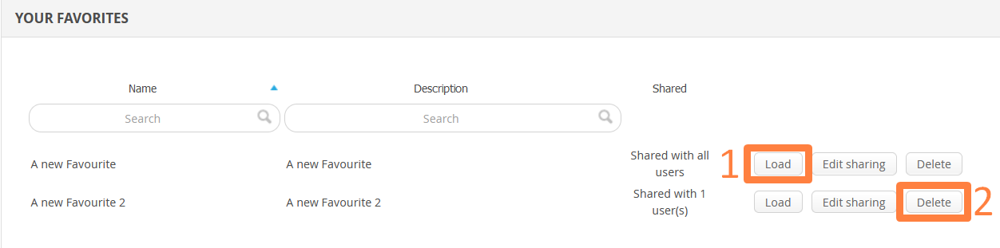 YOUR FAVORITES
Name Description Shared
Search Search
A new Favourite A new Favourite Shared with all users 1 Load Edit sharing Delete
A new Favourite 2 A new Favourite 2 Shared with 1 user(s) Load Edit sharing Delete 2